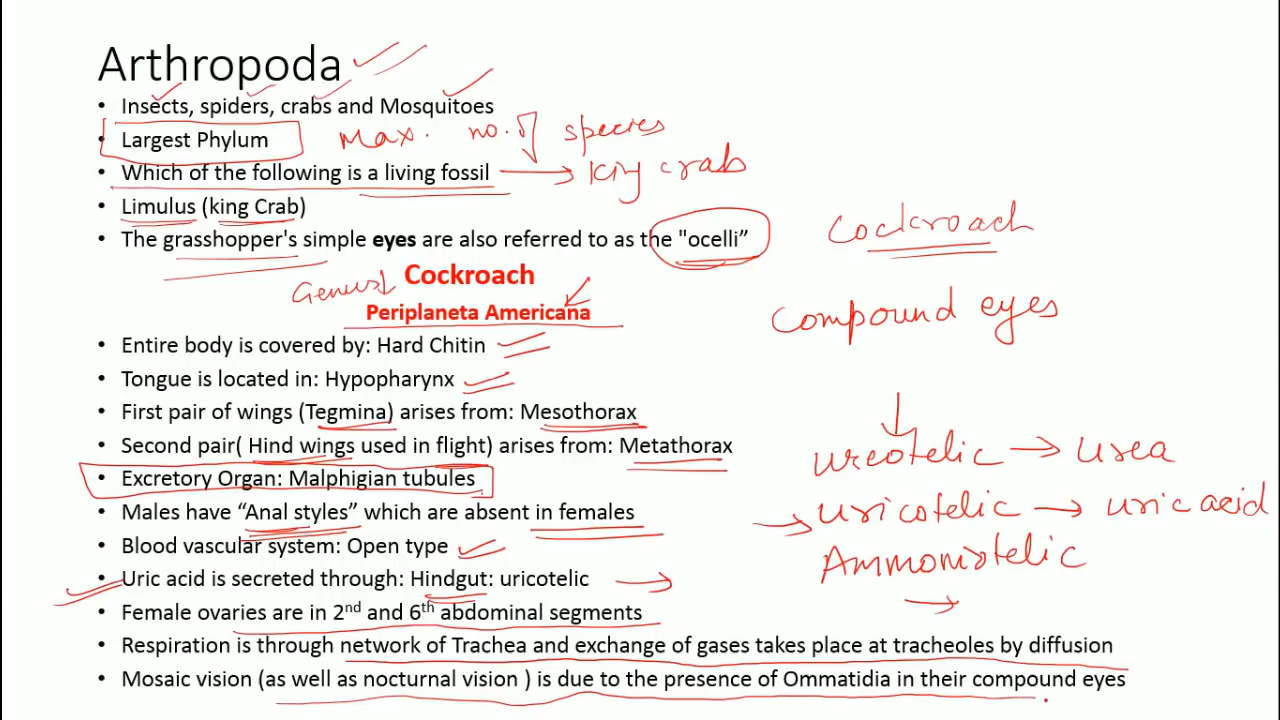 Arthropoda
• Insects, spiders, crabs and Mosquitoes
• Largest Phylum Max. no. of species
• Which of the following is a living fossil → King crab
• Limulus (king Crab)
• The grasshopper's simple eyes are also referred to as the "ocelli”
Cockroach
Genus
Cockroach
Periplaneta Americana
compound eyes
• Entire body is covered by: Hard Chitin
• Tongue is located in: Hypopharynx
• First pair of wings (Tegmina) arises from: Mesothorax
• Second pair( Hind wings used in flight) arises from: Metathorax
ureotelic → urea
• Excretory Organ: Malphigian tubules
• Males have “Anal styles” which are absent in females
→ uricotelic → uric acid
• Blood vascular system: Open type
Ammonotelic
• Uric acid is secreted through: Hindgut: uricotelic →
→
• Female ovaries are in 2nd and 6th abdominal segments
• Respiration is through network of Trachea and exchange of gases takes place at tracheoles by diffusion
• Mosaic vision (as well as nocturnal vision ) is due to the presence of Ommatidia in their compound eyes